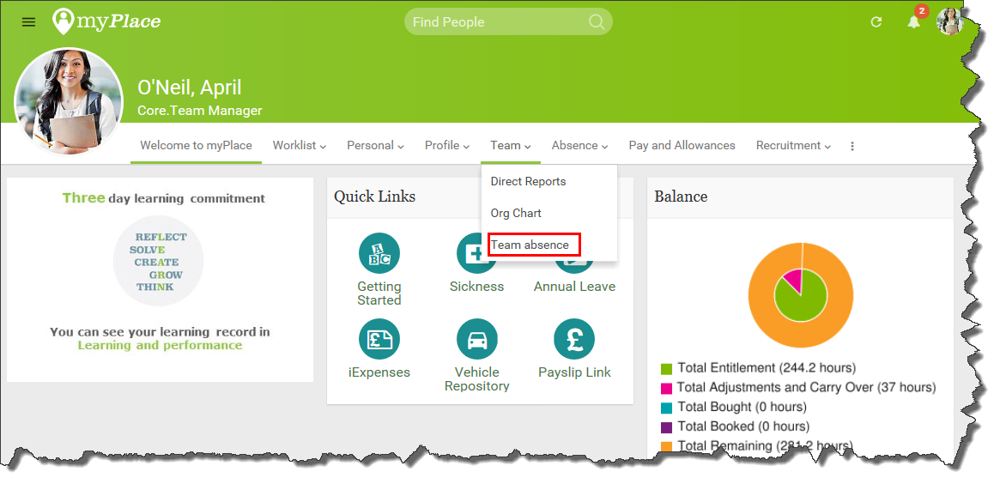 myPlace
Find People
2
O'Neil, April
Core.Team Manager
Welcome to myPlace
Worklist
Personal
Profile
Team
Absence
Pay and Allowances
Recruitment
Direct Reports
Org Chart
Team absence
Three day learning commitment
REFLECT
SOLVE
CREATE
GROW
THINK
You can see your learning record in
Learning and performance
Quick Links
A
B C
Getting
Started
Sickness
Annual Leave
£
iExpenses
Vehicle
Repository
£
Payslip Link
Balance
Total Entitlement (244.2 hours)
Total Adjustments and Carry Over (37 hours)
Total Bought (0 hours)
Total Booked (0 hours)
Total Remaining (281.2 hours)